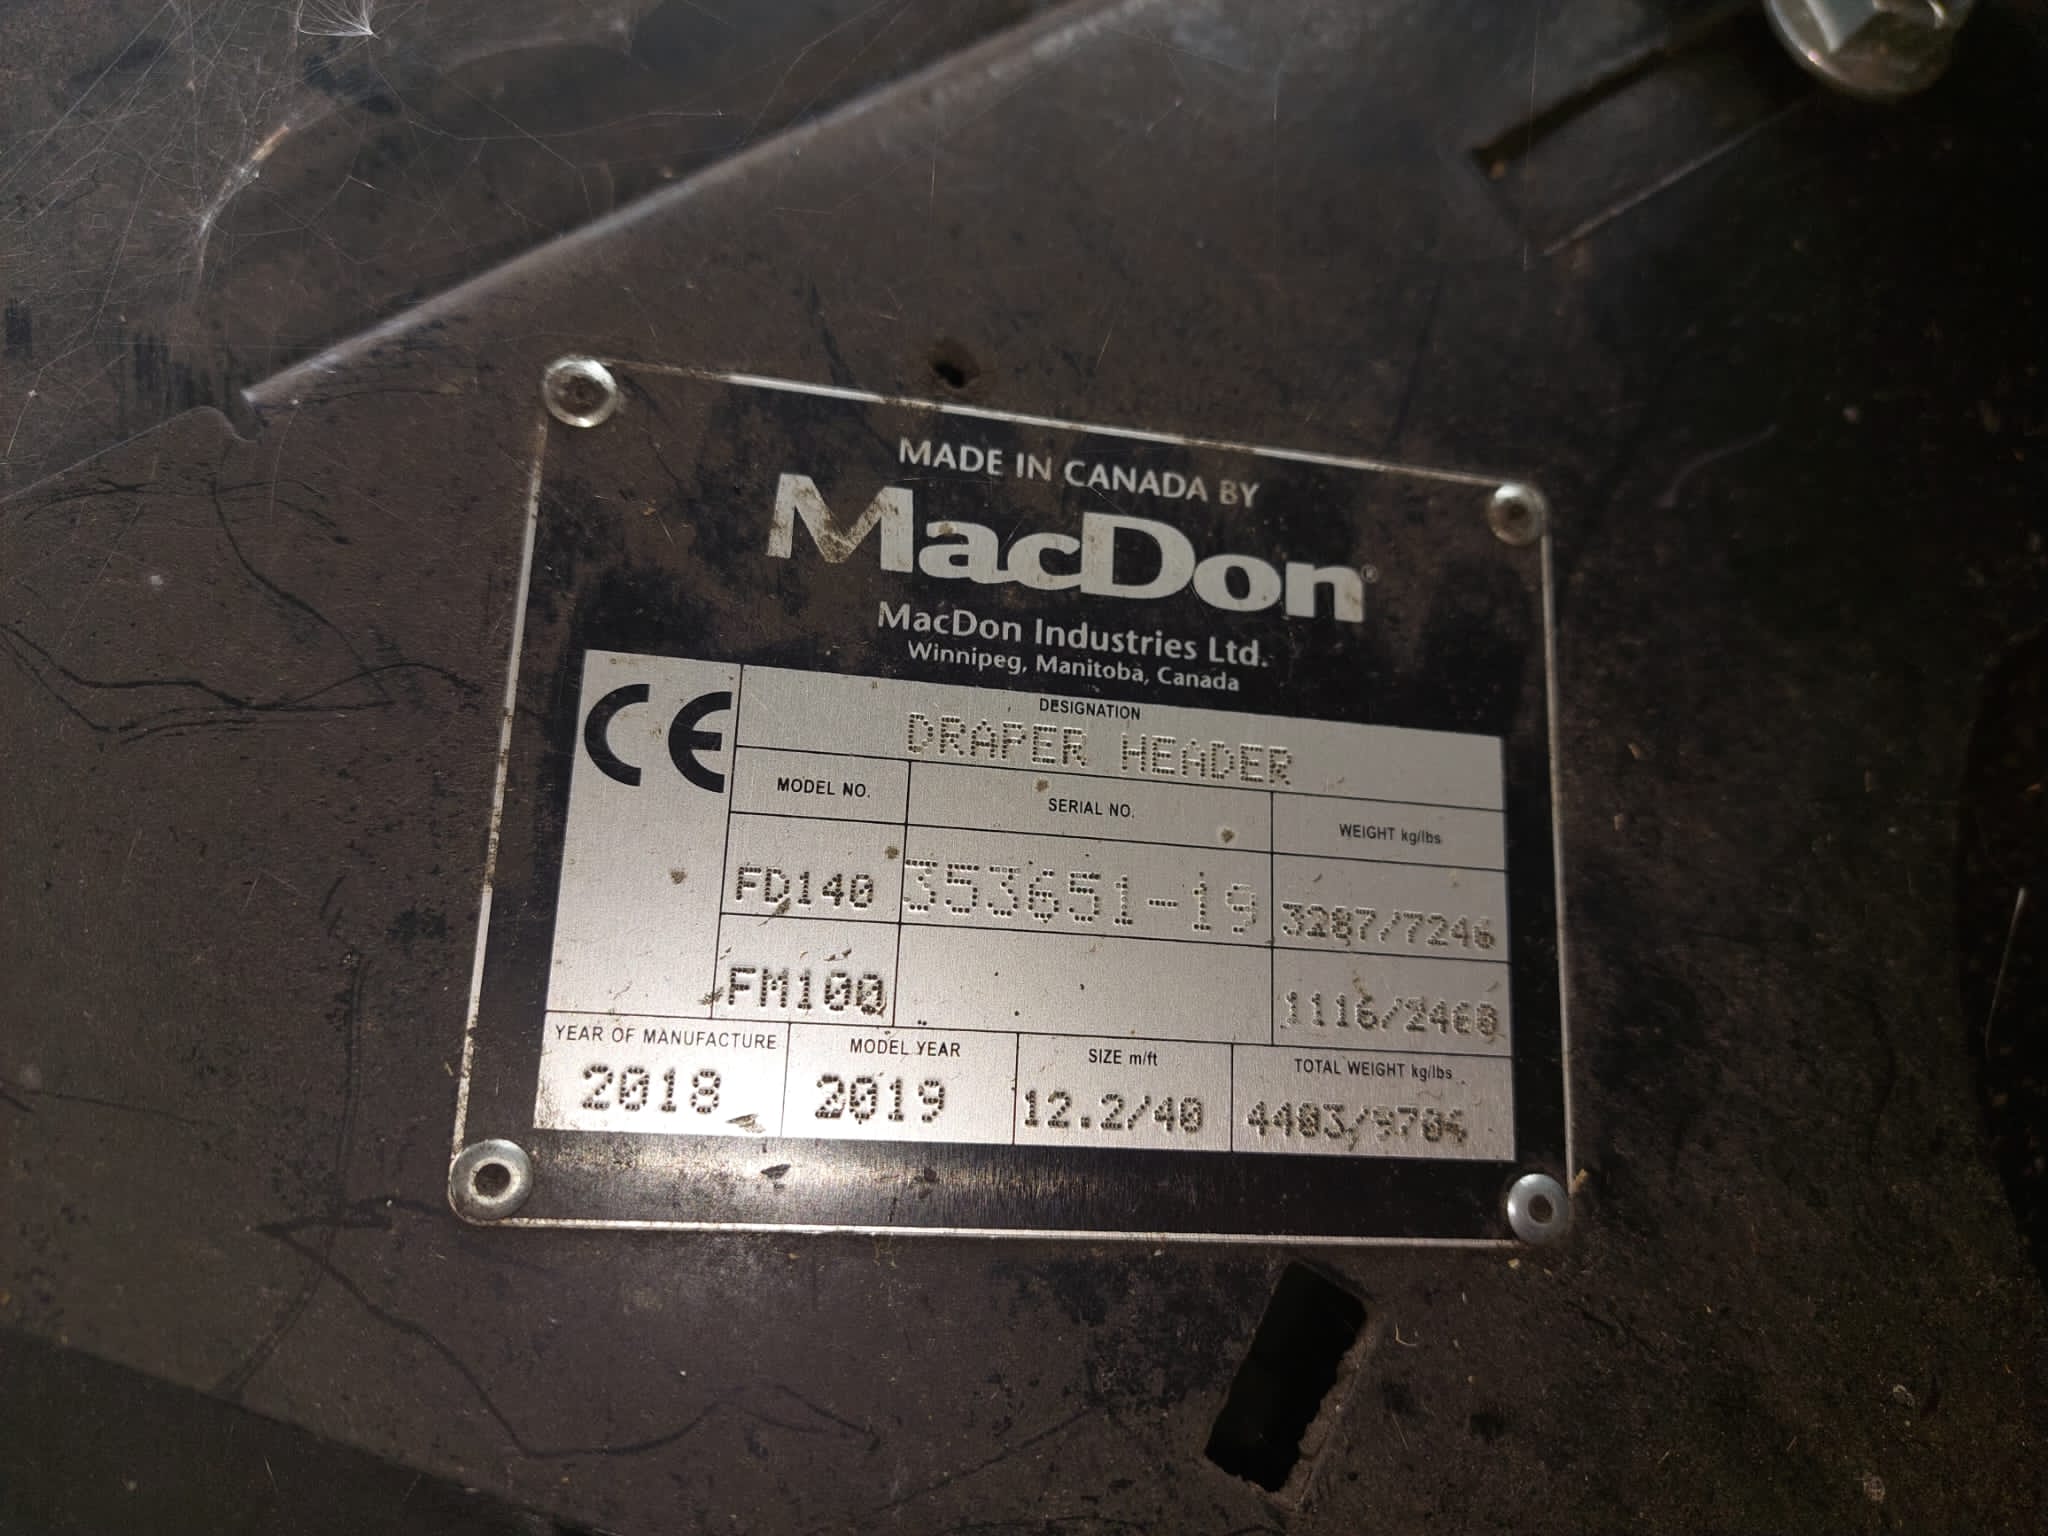 MADE IN CANADA BY
MacDon®
MacDon Industries Ltd.
Winnipeg, Manitoba, Canada
CE
DESIGNATION
DRAPER HEADER
MODEL NO. SERIAL NO. WEIGHT kg/lbs
FD140 353651-19 3287/7246
FM100 1116/2460
YEAR OF MANUFACTURE MODEL YEAR SIZE m/ft TOTAL WEIGHT kg/lbs
2018 2019 12.2/40 4403/9706